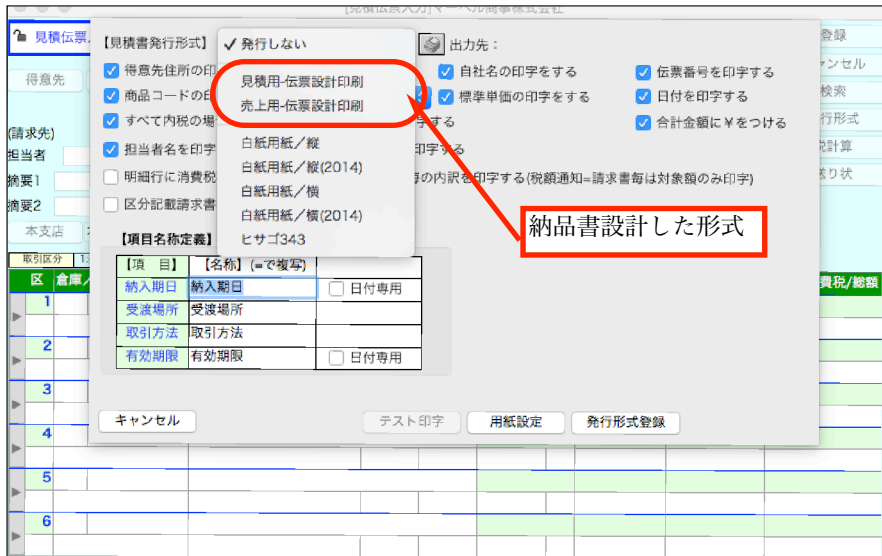 [見積伝票入力]マーベル商事株式会社
見積伝票
登録
【見積書発行形式】
✓発行しない
出力先：
得意先
キャンセル
検索
行形式
送り状
得意先住所の印
見積用-伝票設計印刷
自社名の印字をする
伝票番号を印字する
商品コードの印
売上用-伝票設計印刷
標準単価の印字をする
日付を印字する
すべて内税の場
字する
合計金額に￥をつける
(請求先)
担当者
担当者名を印字
白紙用紙／縦
印字する
摘要1
明細行に消費税
白紙用紙／縦(2014)
の内訳を印字する(税額通知=請求書毎は対象額のみ印字)
白紙用紙／横
摘要2
区分記載請求書
白紙用紙／横(2014)
納品書設計した形式
本支店
【項目名称定義】
ヒサゴ343
取引区分
【項　目】
【名称】(=で複写)
区
倉庫
費税/総額
納入期日
納入期日
日付専用
1
受渡場所
受渡場所
取引方法
取引方法
2
有効期限
有効期限
日付専用
3
キャンセル
テスト印字
用紙設定
発行形式登録
4
5
6